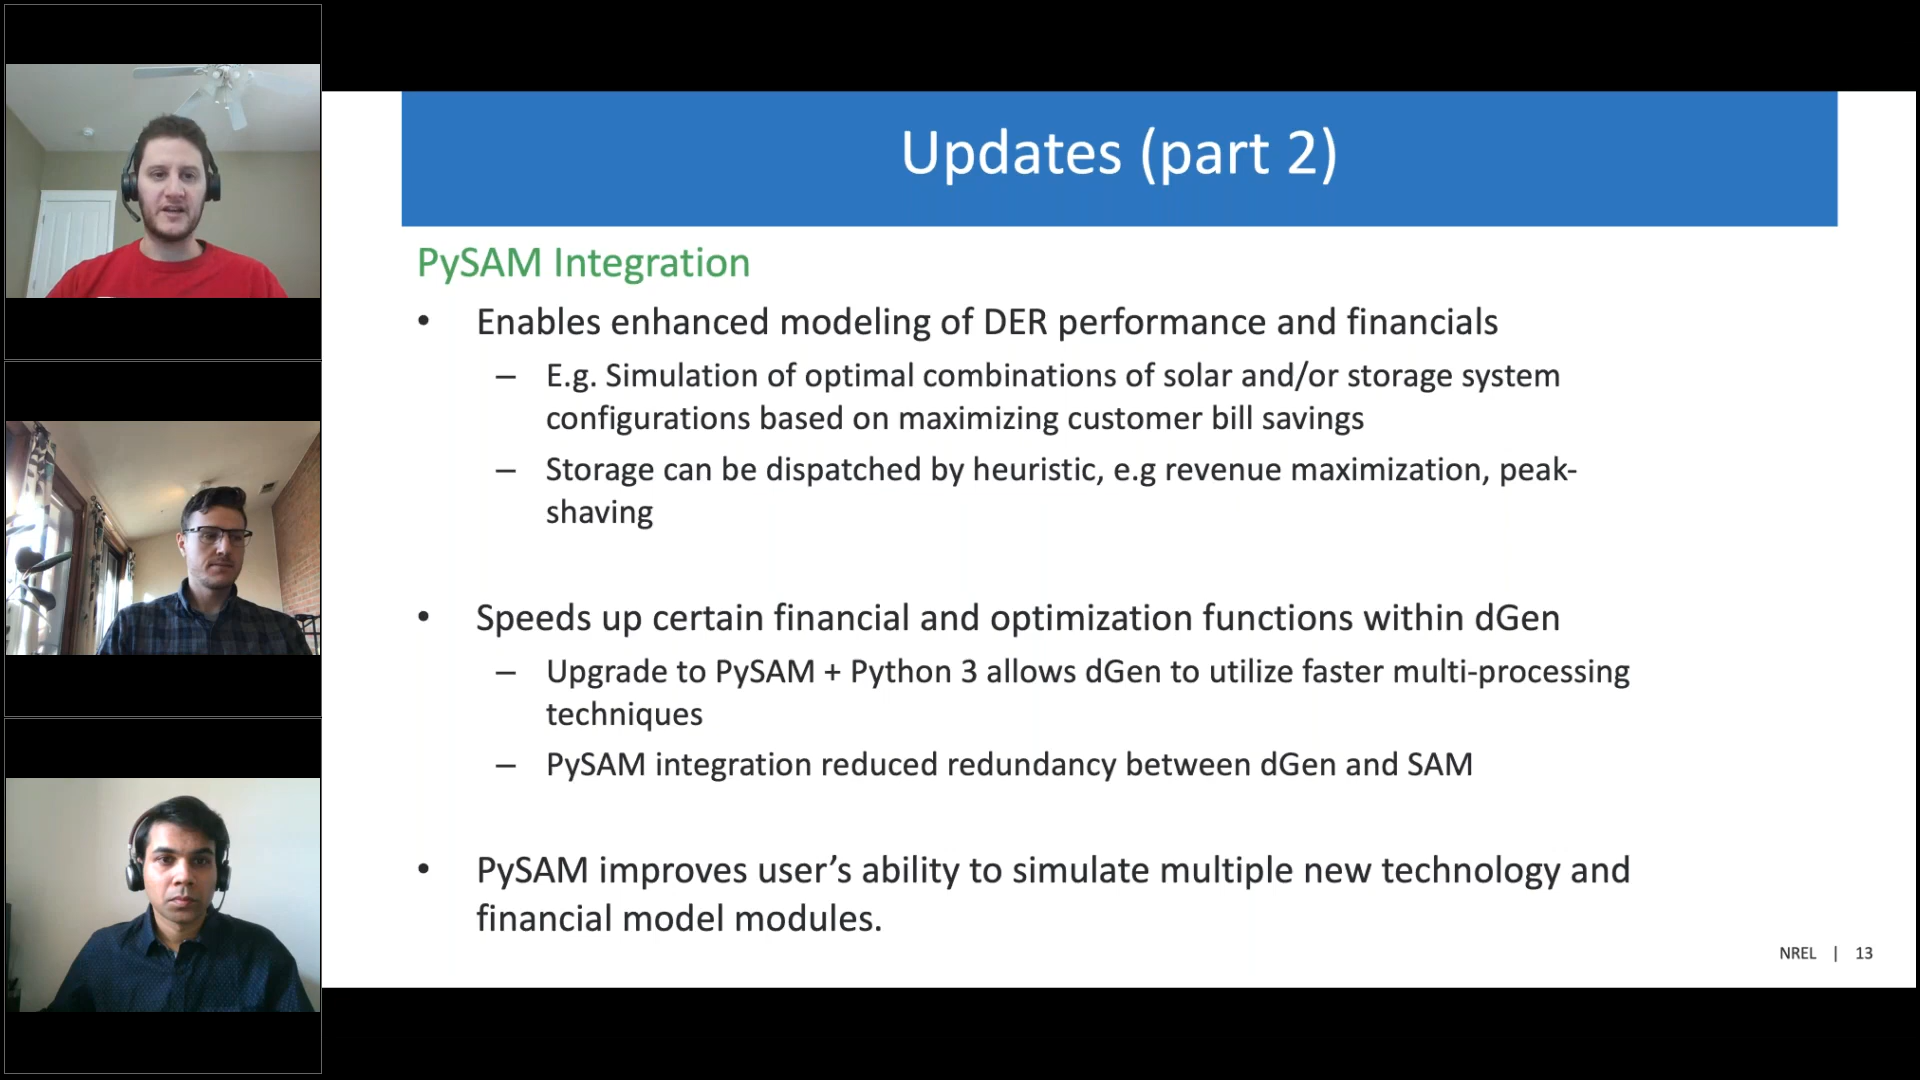 Updates (part 2)
PySAM Integration
• Enables enhanced modeling of DER performance and financials
– E.g. Simulation of optimal combinations of solar and/or storage system
configurations based on maximizing customer bill savings
– Storage can be dispatched by heuristic, e.g revenue maximization, peak-
shaving
• Speeds up certain financial and optimization functions within dGen
– Upgrade to PySAM + Python 3 allows dGen to utilize faster multi-processing
techniques
– PySAM integration reduced redundancy between dGen and SAM
• PySAM improves user’s ability to simulate multiple new technology and
financial model modules.
NREL | 13